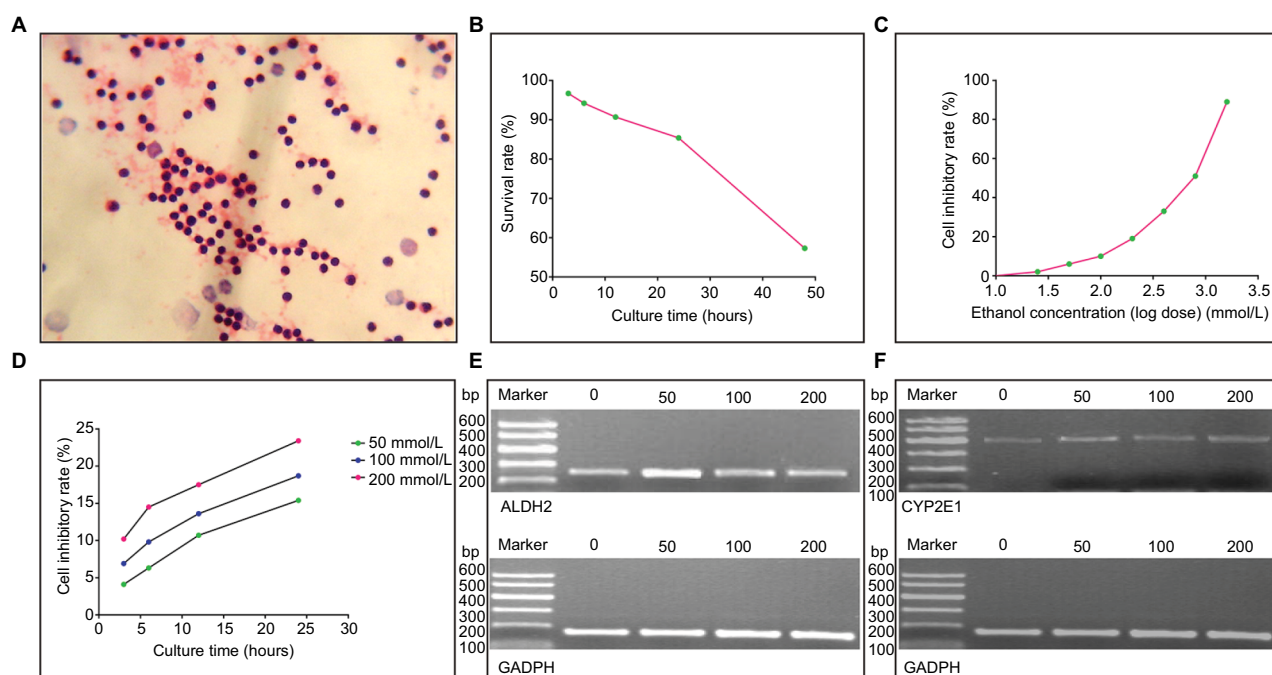 A
B
C
Survival rate (%)
100
90
80
70
60
50
0 10 20 30 40 50
Culture time (hours)
Cell inhibitory rate (%)
100
80
60
40
20
0
1.0 1.5 2.0 2.5 3.0 3.5
Ethanol concentration (log dose) (mmol/L)
D
E
F
Cell inhibitory rate (%)
25
20
15
10
5
0
0 5 10 15 20 25 30
Culture time (hours)
50 mmol/L
100 mmol/L
200 mmol/L
bp Marker 0 50 100 200
600
500
400
300
200
ALDH2
bp Marker 0 50 100 200
600
500
400
300
200
100
GADPH
bp Marker 0 50 100 200
600
500
400
300
200
100
CYP2E1
bp Marker 0 50 100 200
600
500
400
300
200
100
GADPH